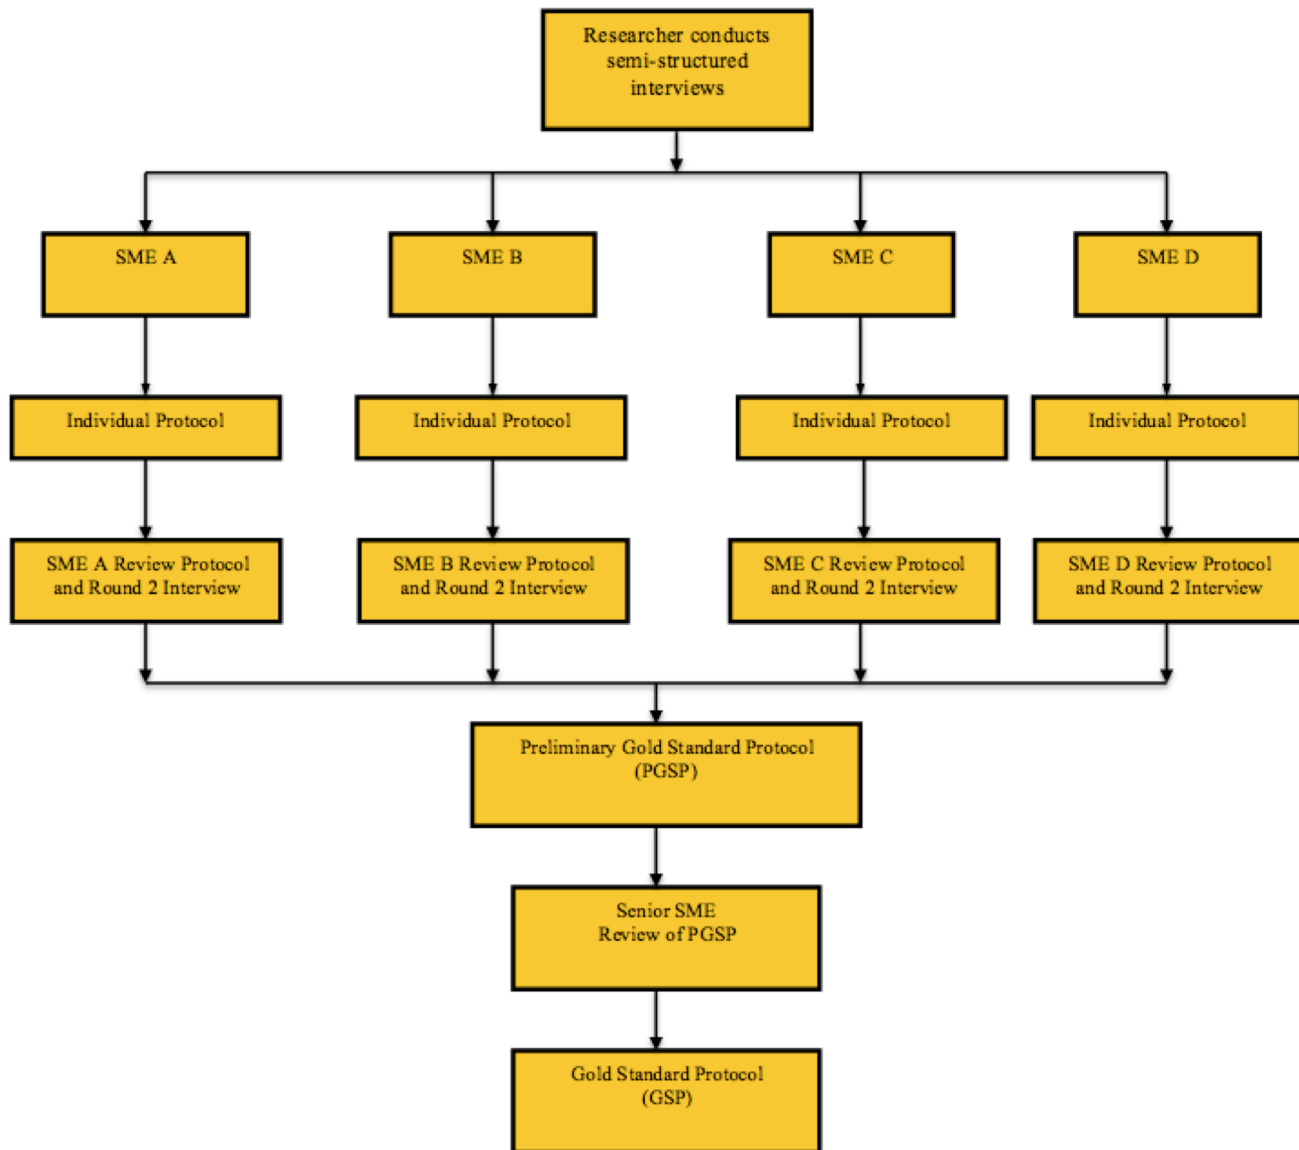 Researcher conducts
semi-structured
interviews
SME A
SME B
SME C
SME D
Individual Protocol
Individual Protocol
Individual Protocol
Individual Protocol
SME A Review Protocol
and Round 2 Interview
SME B Review Protocol
and Round 2 Interview
SME C Review Protocol
and Round 2 Interview
SME D Review Protocol
and Round 2 Interview
Preliminary Gold Standard Protocol
(PGSP)
Senior SME
Review of PGSP
Gold Standard Protocol
(GSP)